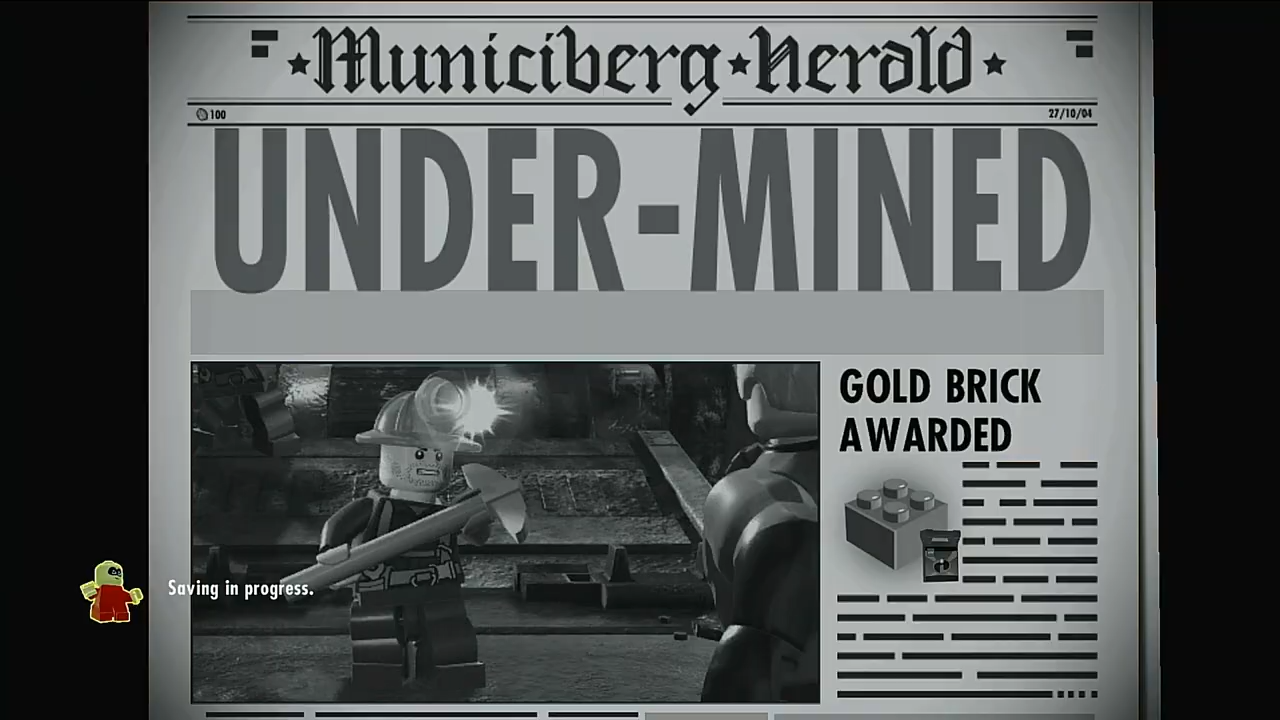 Municiberg Herald
100
27/10/04
UNDER-MINED
GOLD BRICK
AWARDED
Saving in progress.